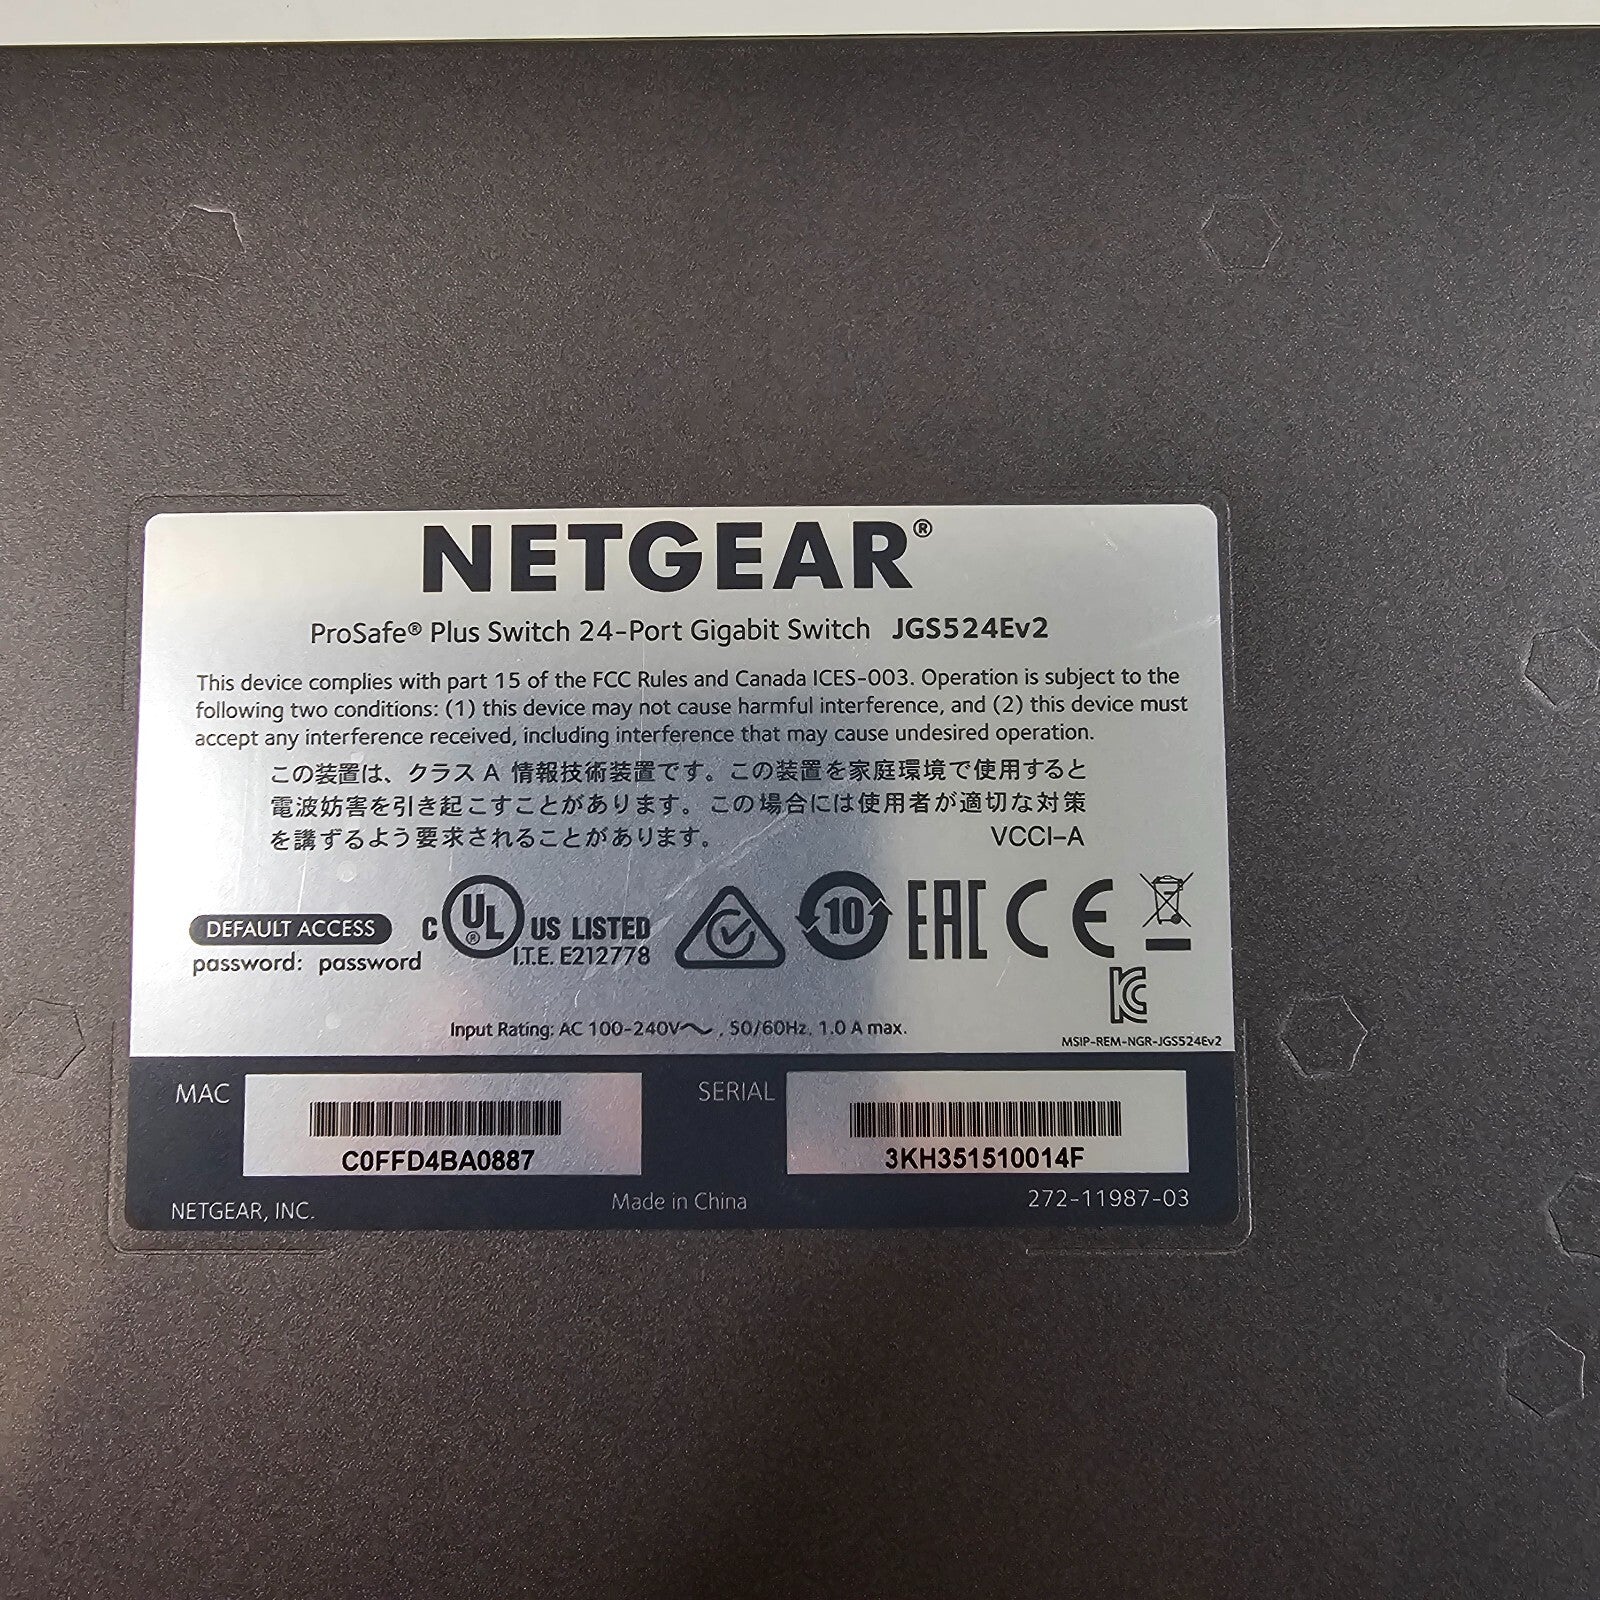 NETGEAR®
ProSafe® Plus Switch 24-Port Gigabit Switch JGS524Ev2
This device complies with part 15 of the FCC Rules and Canada ICES-003. Operation is subject to the
following two conditions: (1) this device may not cause harmful interference, and (2) this device must
accept any interference received, including interference that may cause undesired operation.
この装置は、クラス A 情報技術装置です。この装置を家庭環境で使用すると
電波妨害を引き起こすことがあります。この場合には使用者が適切な対策
を講ずるよう要求されることがあります。 VCCI-A
DEFAULT ACCESS
password: password
C UL® US LISTED
I.T.E. E212778
10
EAC CE
KC
Input Rating: AC 100-240V～, 50/60Hz, 1.0 A max.
MSIP-REM-NGR-JGS524Ev2
MAC
C0FFD4BA0887
SERIAL
3KH351510014F
NETGEAR, INC. Made in China 272-11987-03